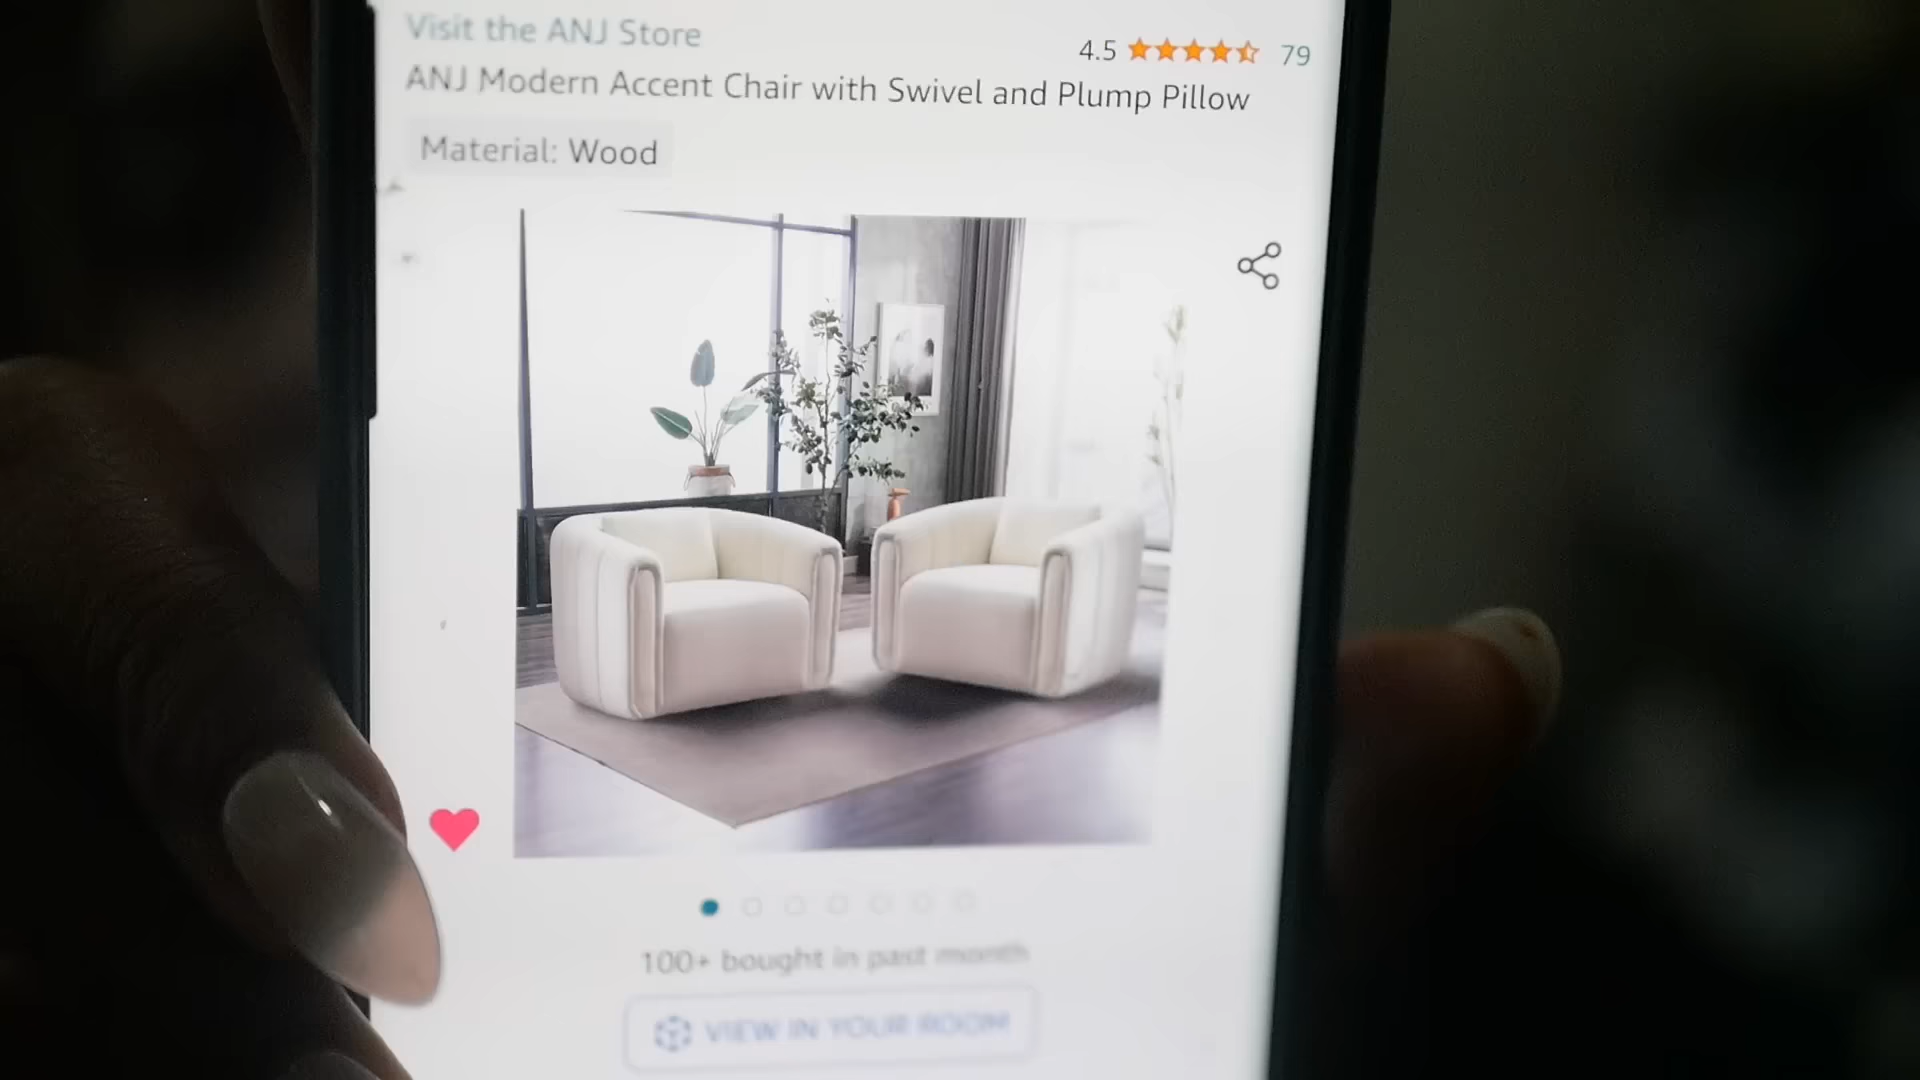 Visit the ANJ Store
4.5 79
ANJ Modern Accent Chair with Swivel and Plump Pillow
Material: Wood
100+ bought in past month
VIEW IN YOUR ROOM